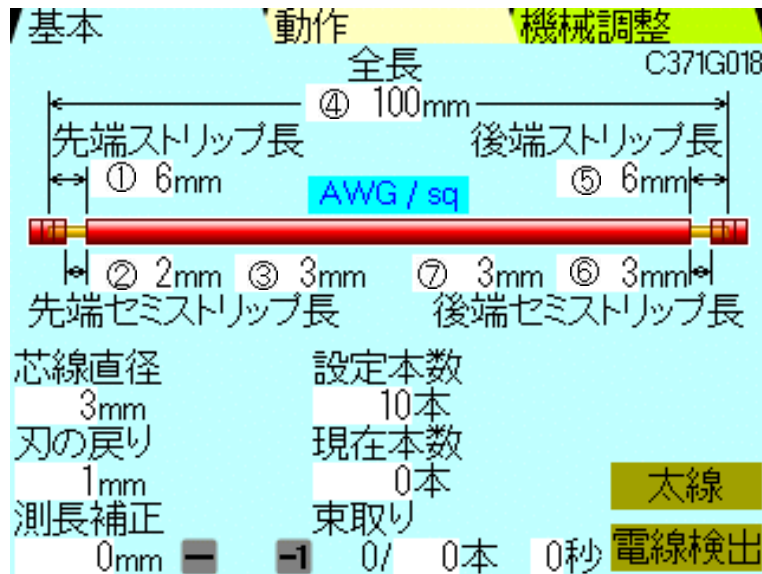 基本 動作 機械調整
全長 C371G018
④ 100mm
先端ストリップ長 後端ストリップ長
① 6mm ⑤ 6mm
AWG / sq
② 2mm ③ 3mm ⑦ 3mm ⑥ 3mm
先端セミストリップ長 後端セミストリップ長
芯線直径 設定本数
3mm 10本
刃の戻り 現在本数
1mm 0本 太線
測長補正 束取り
0mm − −1 0/ 0本 0秒 電線検出